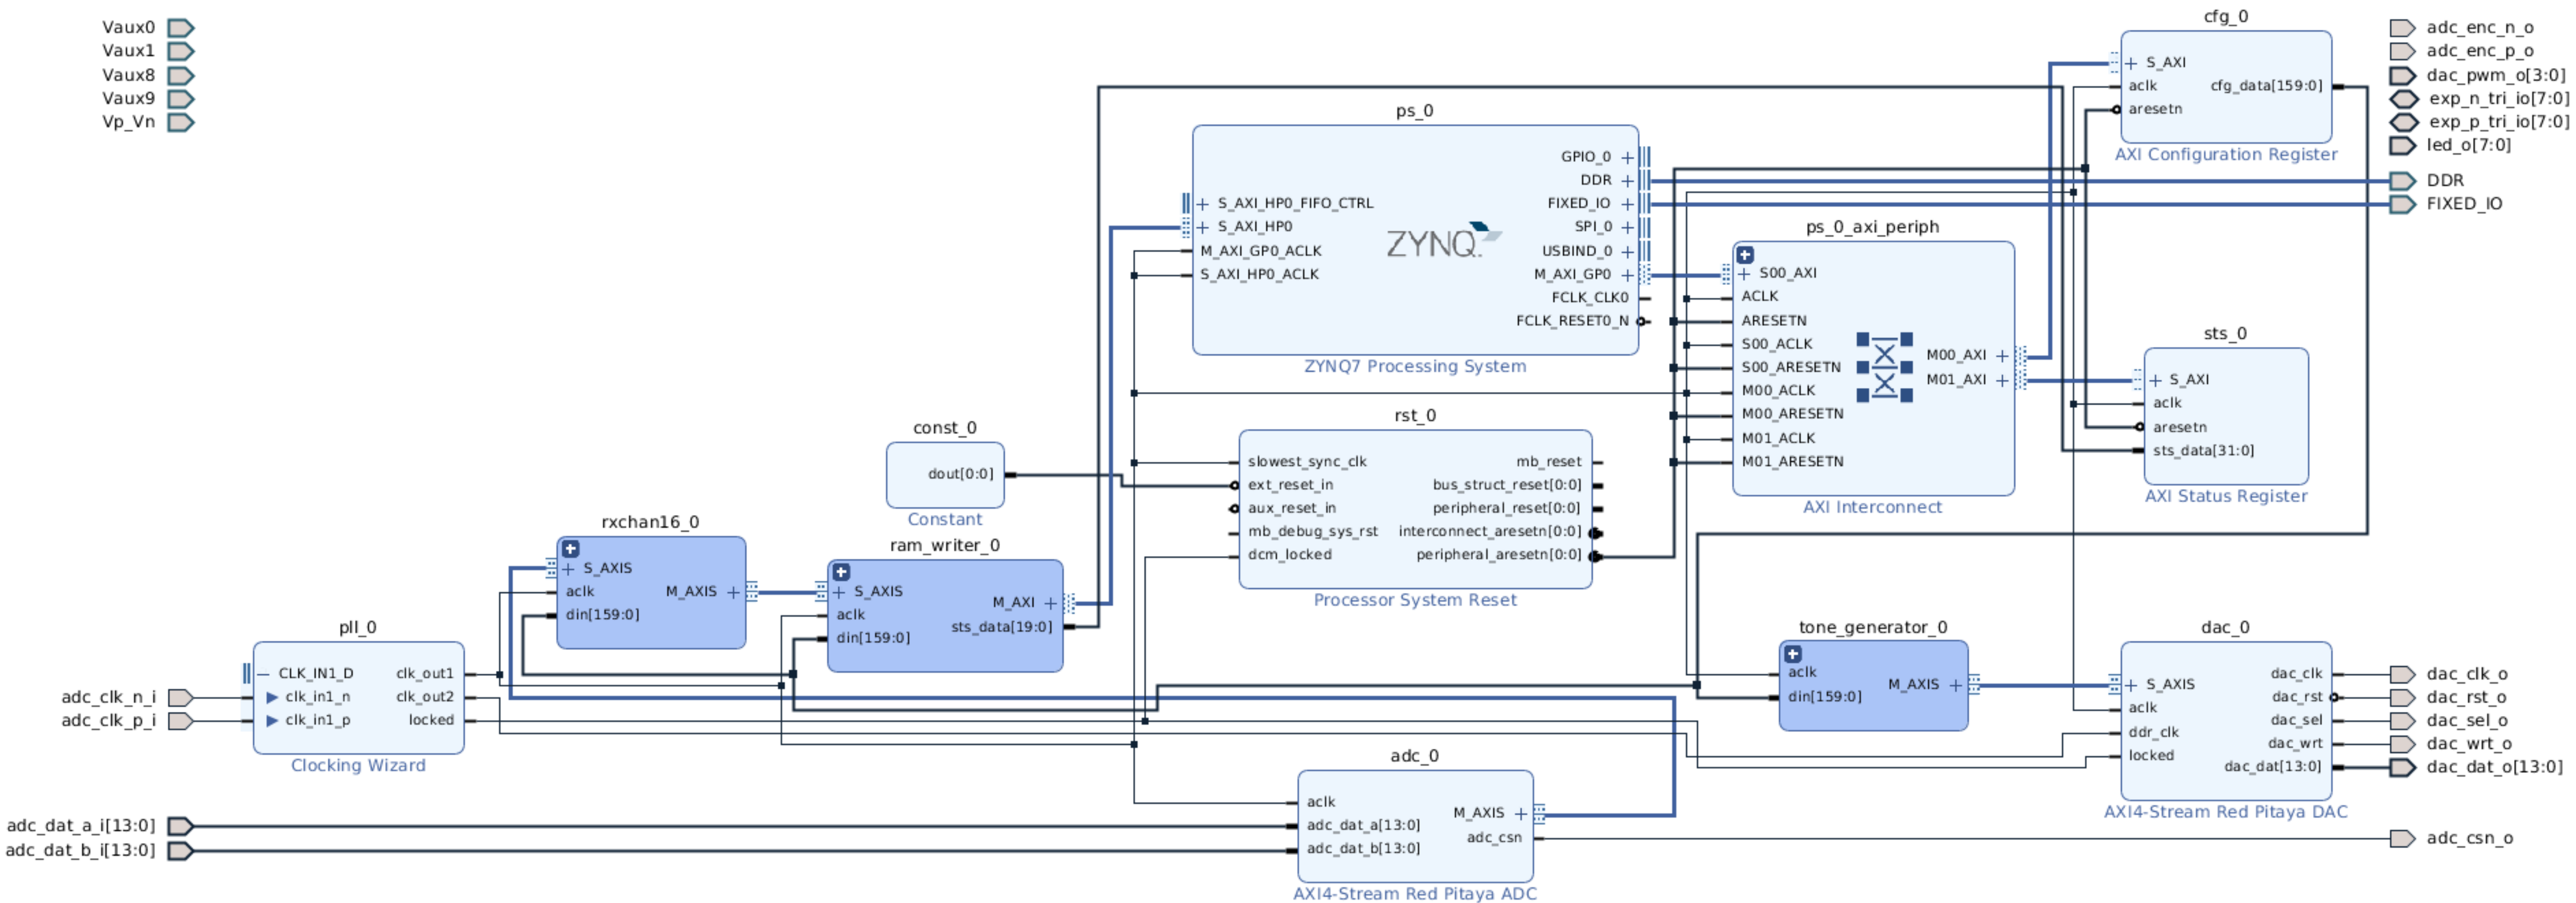 Vaux0
Vaux1
Vaux8
Vaux9
Vp_Vn
adc_clk_n_i
adc_clk_p_i
adc_dat_a_i[13:0]
adc_dat_b_i[13:0]
pll_0
CLK_IN1_D
clk_in1_n
clk_in1_p
clk_out1
clk_out2
locked
Clocking Wizard
rxchan16_0
S_AXIS
aclk
din[159:0]
M_AXIS
const_0
dout[0:0]
Constant
ram_writer_0
S_AXIS
aclk
din[159:0]
M_AXI
sts_data[19:0]
ps_0
S_AXI_HP0_FIFO_CTRL
S_AXI_HP0
M_AXI_GP0_ACLK
S_AXI_HP0_ACLK
ZYNQ
GPIO_0
DDR
FIXED_IO
SPI_0
USBIND_0
M_AXI_GP0
FCLK_CLK0
FCLK_RESET0_N
ZYNQ7 Processing System
rst_0
slowest_sync_clk
ext_reset_in
aux_reset_in
mb_debug_sys_rst
dcm_locked
mb_reset
bus_struct_reset[0:0]
peripheral_reset[0:0]
interconnect_aresetn[0:0]
peripheral_aresetn[0:0]
Processor System Reset
adc_0
aclk
adc_dat_a[13:0]
adc_dat_b[13:0]
M_AXIS
adc_csn
AXI4-Stream Red Pitaya ADC
ps_0_axi_periph
S00_AXI
ACLK
ARESETN
S00_ACLK
S00_ARESETN
M00_ACLK
M00_ARESETN
M01_ACLK
M01_ARESETN
M00_AXI
M01_AXI
AXI Interconnect
tone_generator_0
aclk
din[159:0]
M_AXIS
cfg_0
S_AXI
aclk
aresetn
cfg_data[159:0]
AXI Configuration Register
sts_0
S_AXI
aclk
aresetn
sts_data[31:0]
AXI Status Register
dac_0
S_AXIS
aclk
ddr_clk
locked
dac_clk
dac_rst
dac_sel
dac_wrt
dac_dat[13:0]
AXI4-Stream Red Pitaya DAC
adc_enc_n_o
adc_enc_p_o
dac_pwm_o[3:0]
exp_n_tri_io[7:0]
exp_p_tri_io[7:0]
led_o[7:0]
DDR
FIXED_IO
dac_clk_o
dac_rst_o
dac_sel_o
dac_wrt_o
dac_dat_o[13:0]
adc_csn_o